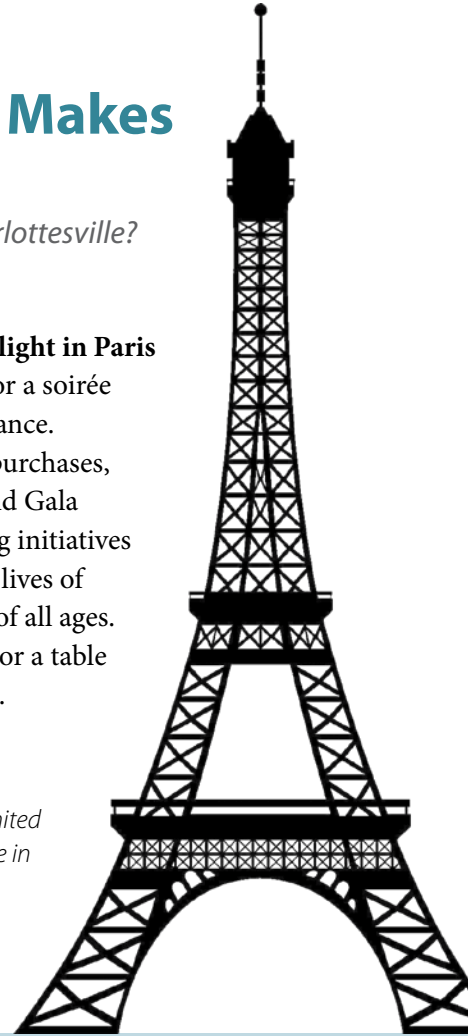 Makes
rlottesville?
light in Paris
or a soirée
ance.
purchases,
nd Gala
g initiatives
lives of
of all ages.
or a table
.
nited
e in